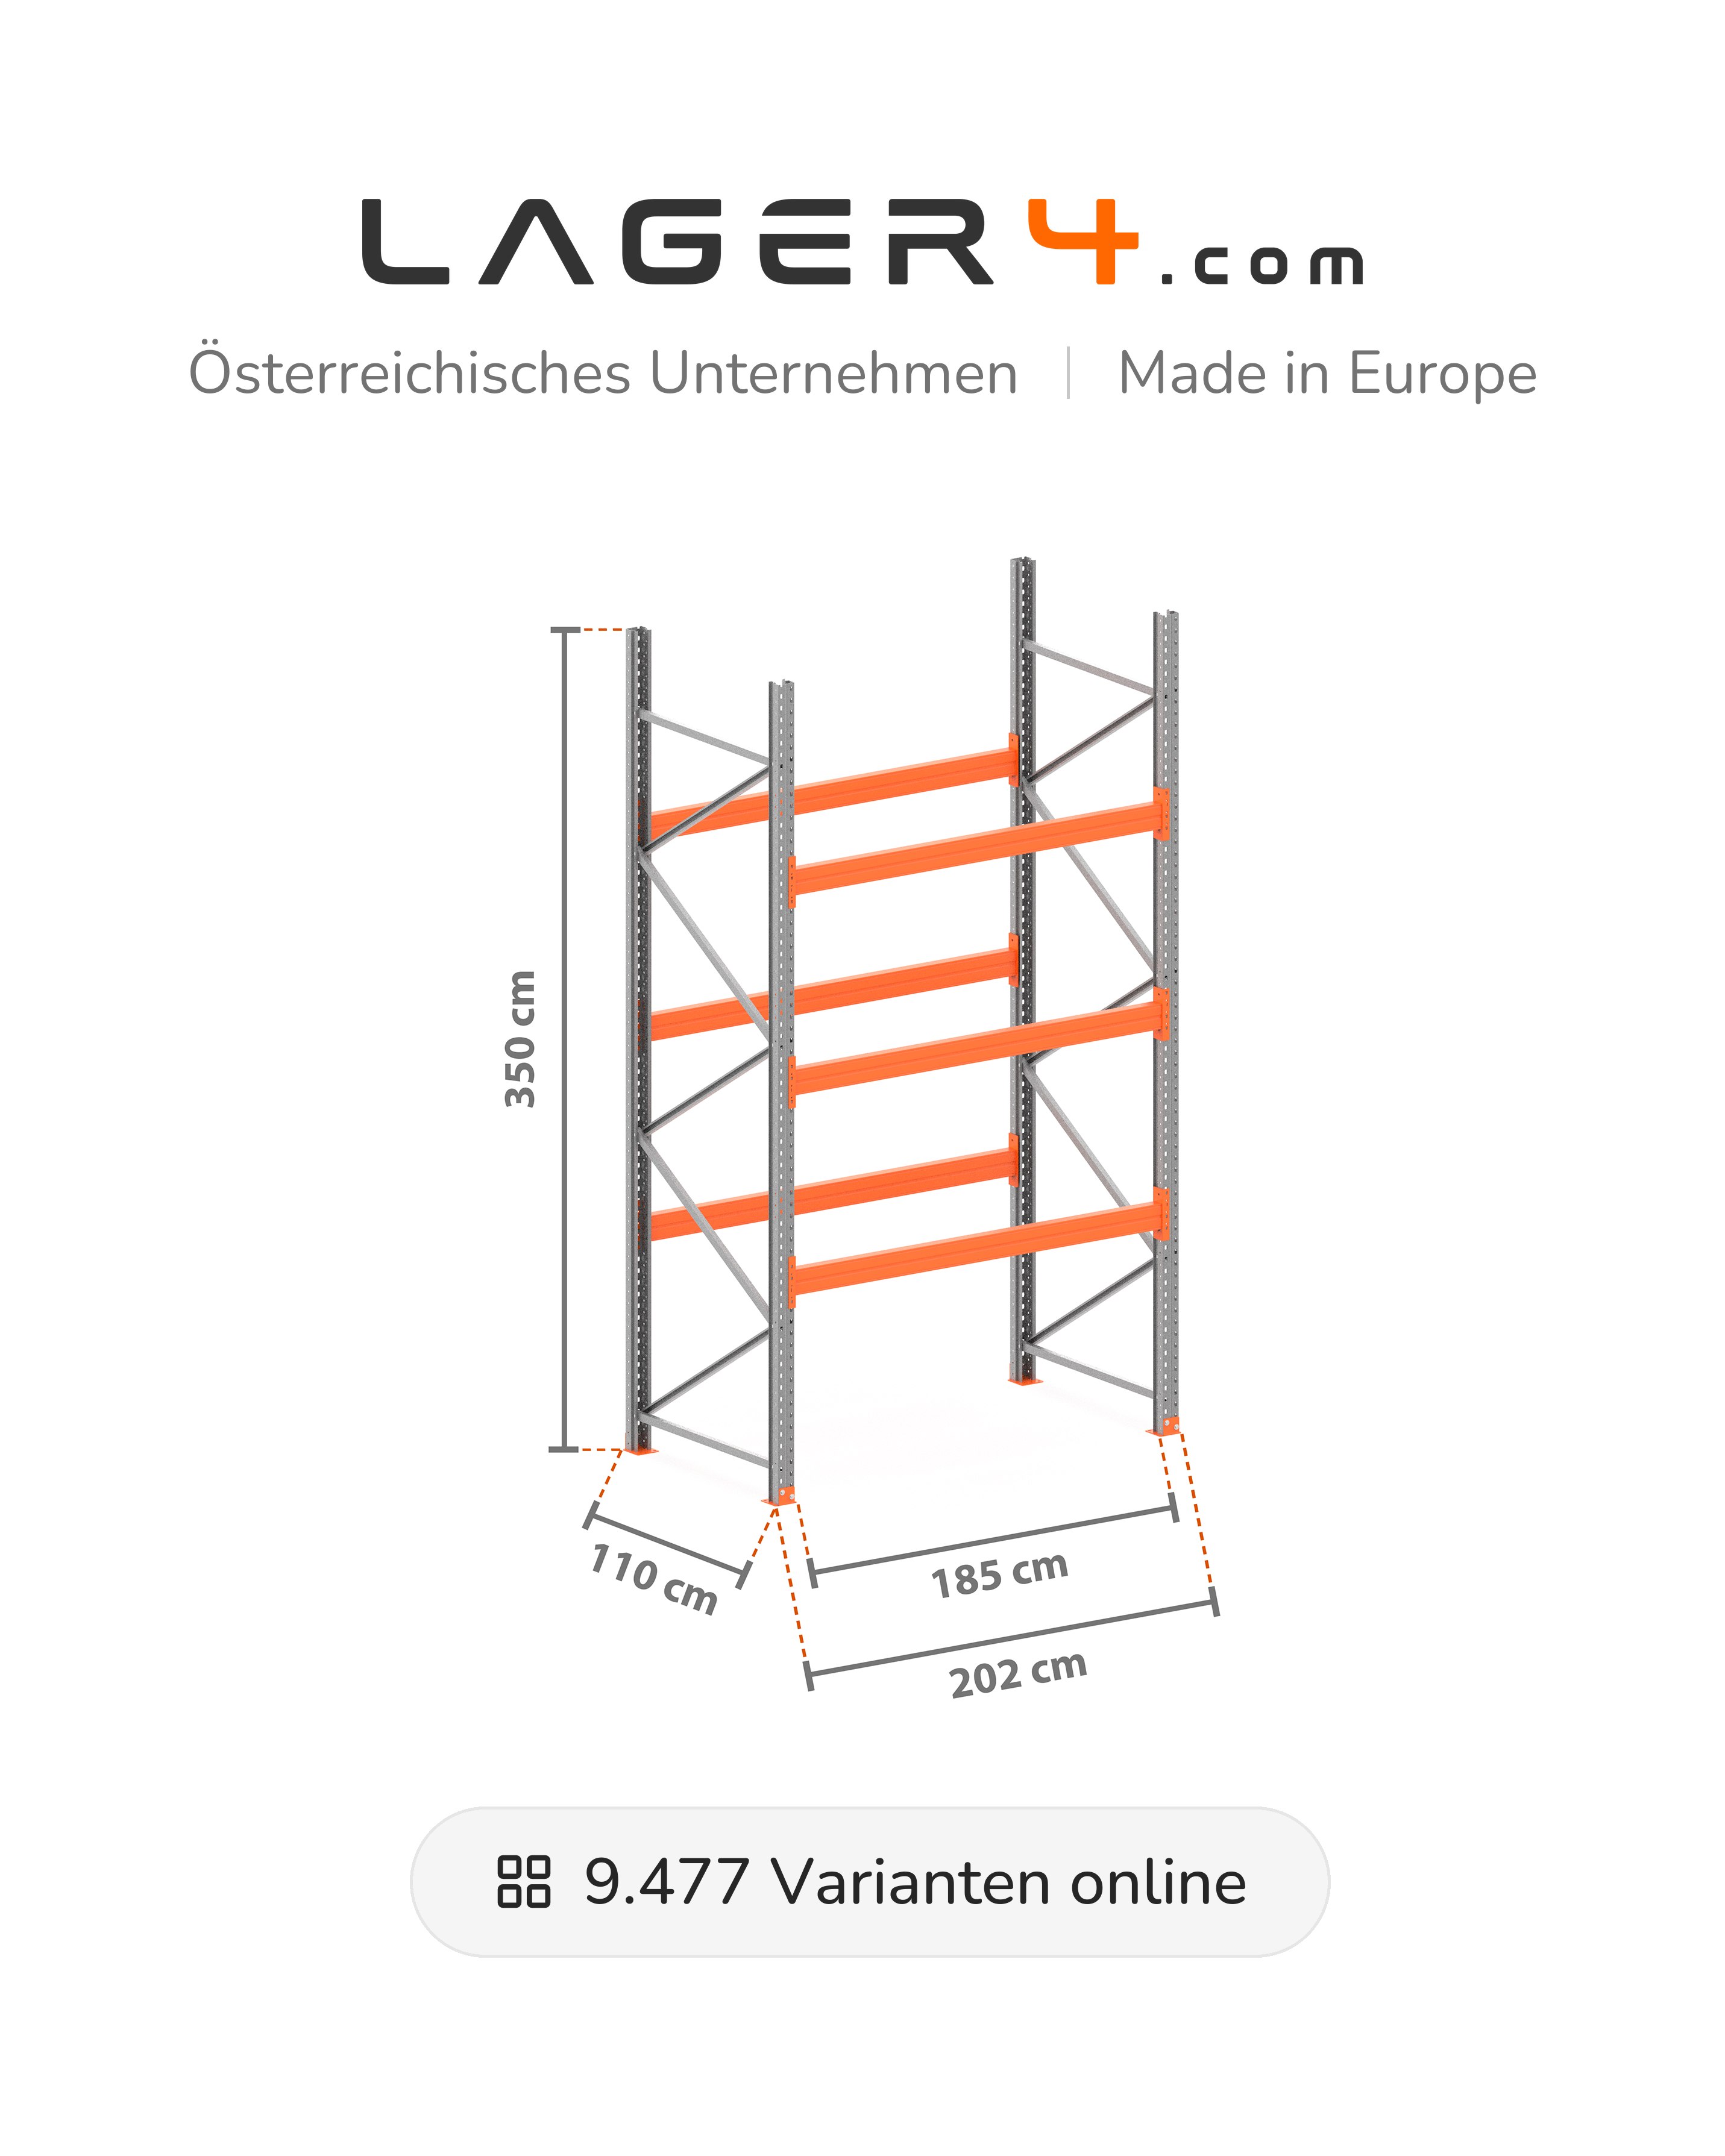 LAGER4.com
Österreichisches Unternehmen | Made in Europe
350 cm
110 cm
185 cm
202 cm
9.477 Varianten online